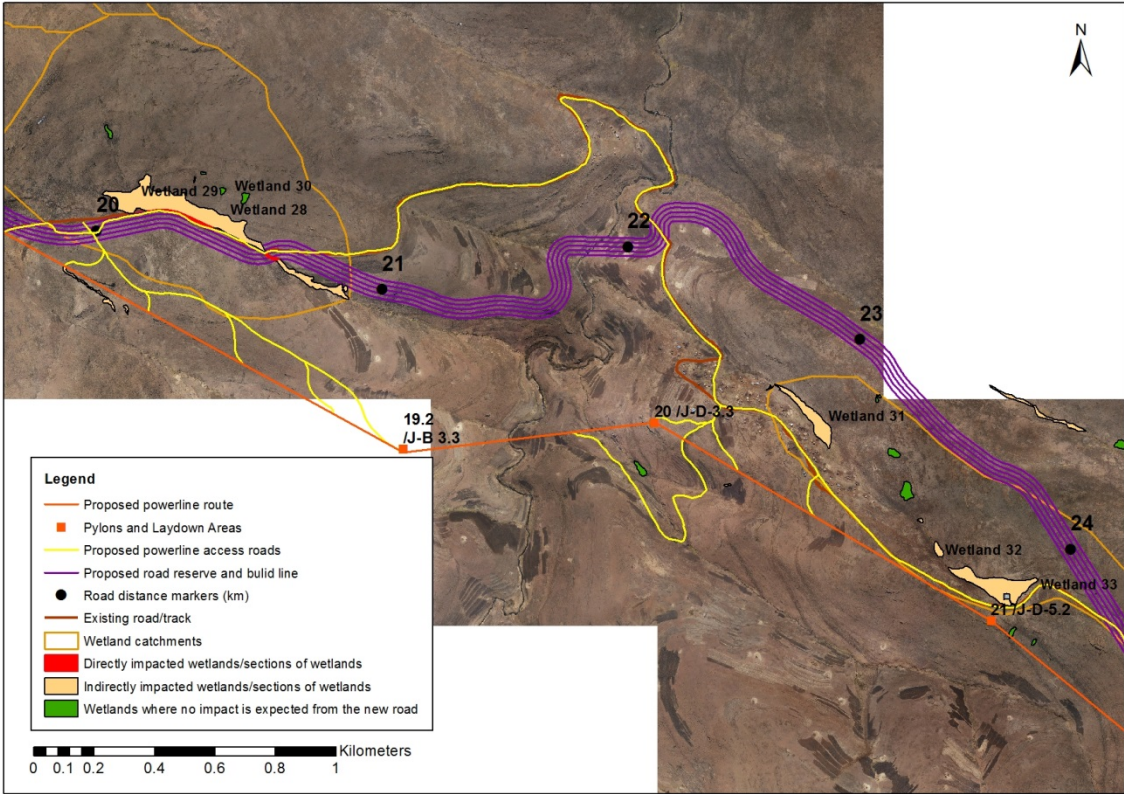 N
Wetland 29
Wetland 30
20
Wetland 28
22
21
23
20 /J-D-3.3
19.2
/J-B 3.3
Wetland 31
24
Wetland 32
Wetland 33
21 /J-D-5.2
Legend
Proposed powerline route
Pylons and Laydown Areas
Proposed powerline access roads
Proposed road reserve and bulid line
Road distance markers (km)
Existing road/track
Wetland catchments
Directly impacted wetlands/sections of wetlands
Indirectly impacted wetlands/sections of wetlands
Wetlands where no impact is expected from the new road
Kilometers
0 0.1 0.2 0.4 0.6 0.8 1